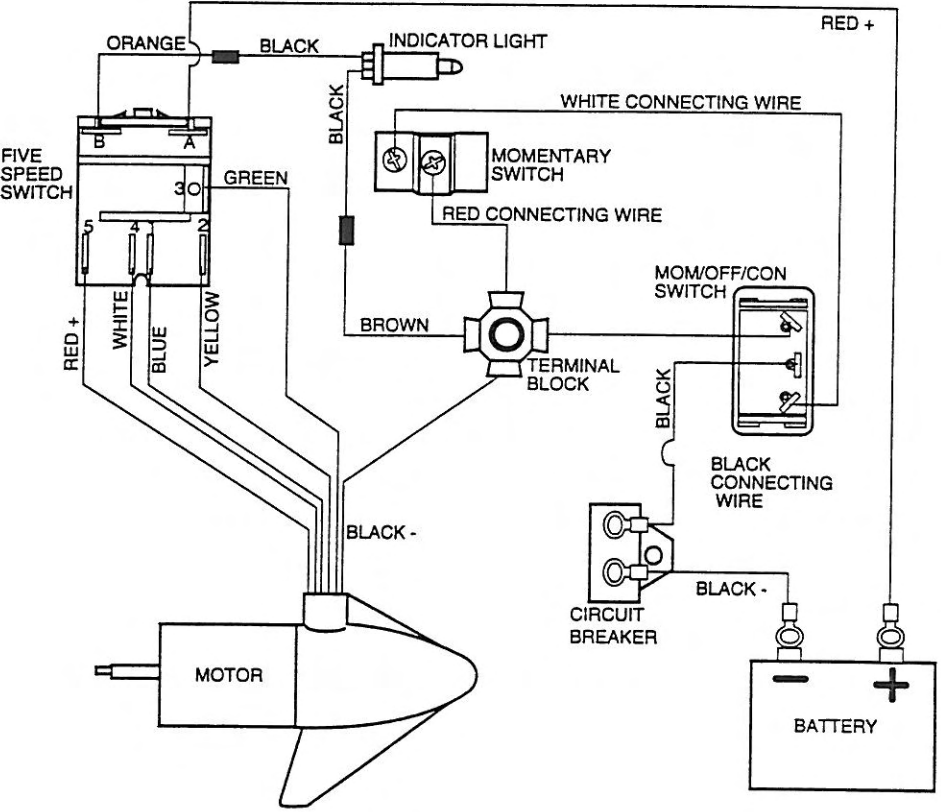 RED +
ORANGE
BLACK
INDICATOR LIGHT
BLACK
WHITE CONNECTING WIRE
B
A
FIVE
SPEED
SWITCH
MOMENTARY
SWITCH
3
GREEN
RED CONNECTING WIRE
5
4
2
MOM/OFF/CON
SWITCH
RED +
WHITE
BLUE
YELLOW
BROWN
TERMINAL
BLOCK
BLACK
BLACK
CONNECTING
WIRE
BLACK -
BLACK -
CIRCUIT
BREAKER
MOTOR
BATTERY
− +